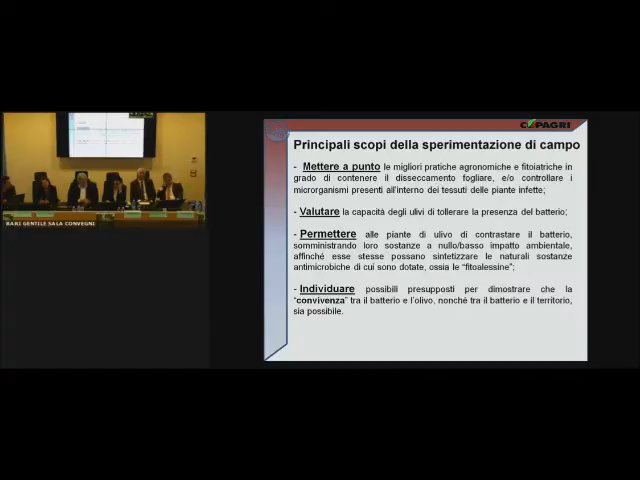 COPAGRI
Principali scopi della sperimentazione di campo
- Mettere a punto le migliori pratiche agronomiche e fitoiatriche in
grado di contenere il disseccamento fogliare, e/o controllare i
microrganismi presenti all'interno dei tessuti delle piante infette;
- Valutare la capacità degli ulivi di tollerare la presenza del batterio;
- Permettere alle piante di ulivo di contrastare il batterio,
somministrando loro sostanze a nullo/basso impatto ambientale,
affinché esse stesse possano sintetizzare le naturali sostanze
antimicrobiche di cui sono dotate, ossia le "fitoalessine";
- Individuare possibili presupposti per dimostrare che la
"convivenza" tra il batterio e l'olivo, nonché tra il batterio e il territorio,
sia possibile.
BARI GENTILE SALA CONVEGNI